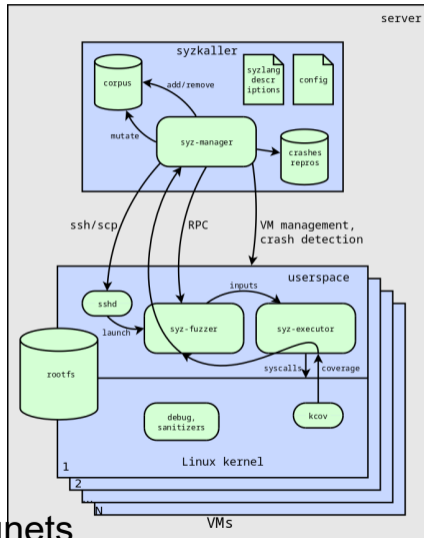 server
syzkaller
corpus
add/remove
syzlang
descr
iptions
config
mutate
syz-manager
crashes
repros
ssh/scp
RPC
VM management,
crash detection
userspace
sshd
inputs
launch
syz-fuzzer
syz-executor
rootfs
syscalls
coverage
debug,
sanitizers
kcov
Linux kernel
1
2
...
N
VMs